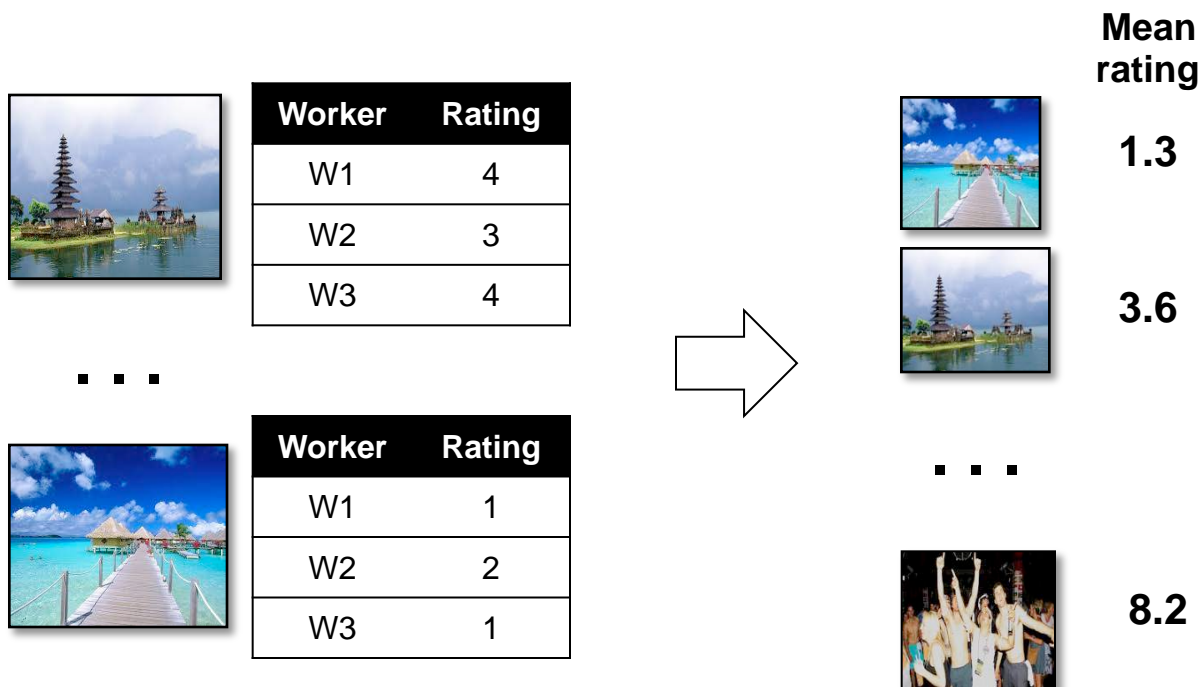 Mean
rating
Worker Rating
W1 4
W2 3
W3 4
1.3
3.6
. . .
Worker Rating
W1 1
W2 2
W3 1
. . .
8.2